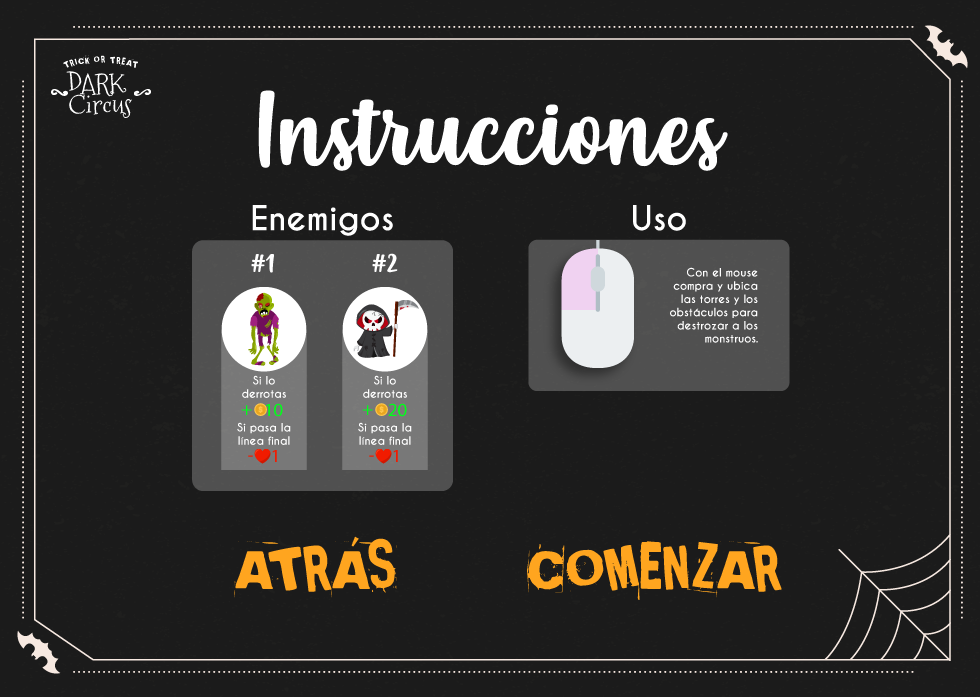 TRICK OR TREAT
DARK
Circus
Instrucciones
Enemigos
#1
#2
Si lo
derrotas
+10
Si pasa la
línea final
-❤1
Si lo
derrotas
+20
Si pasa la
línea final
-❤1
Uso
Con el mouse
compra y ubica
las torres y los
obstáculos para
destrozar a los
monstruos.
ATRÁS
COMENZAR